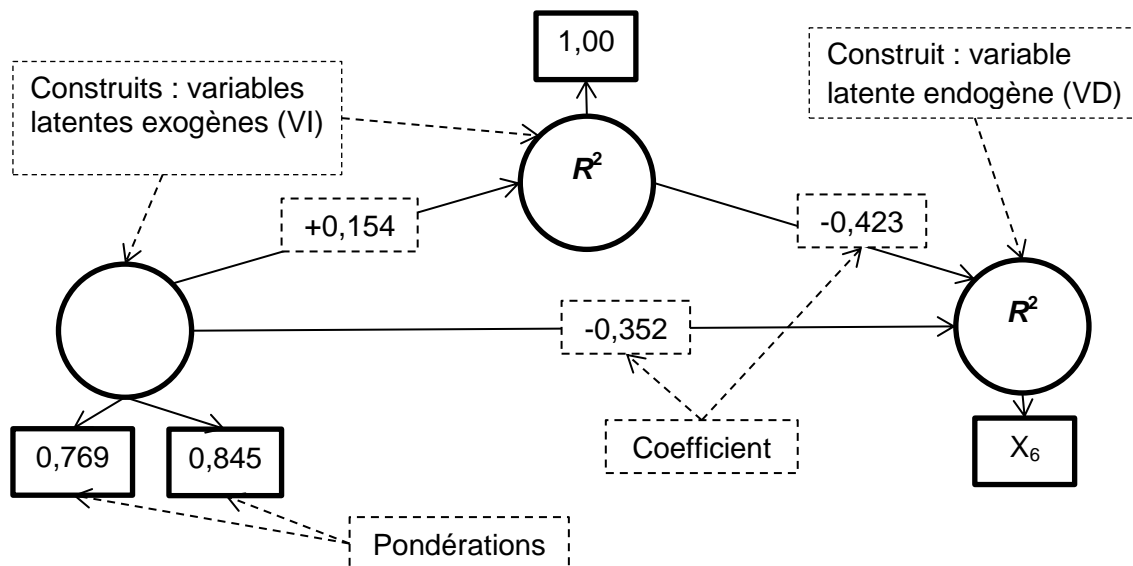 1,00
Construits : variables
latentes exogènes (VI)
Construit : variable
latente endogène (VD)
R²
+0,154
-0,423
R²
-0,352
0,769
0,845
Coefficient
X₆
Pondérations